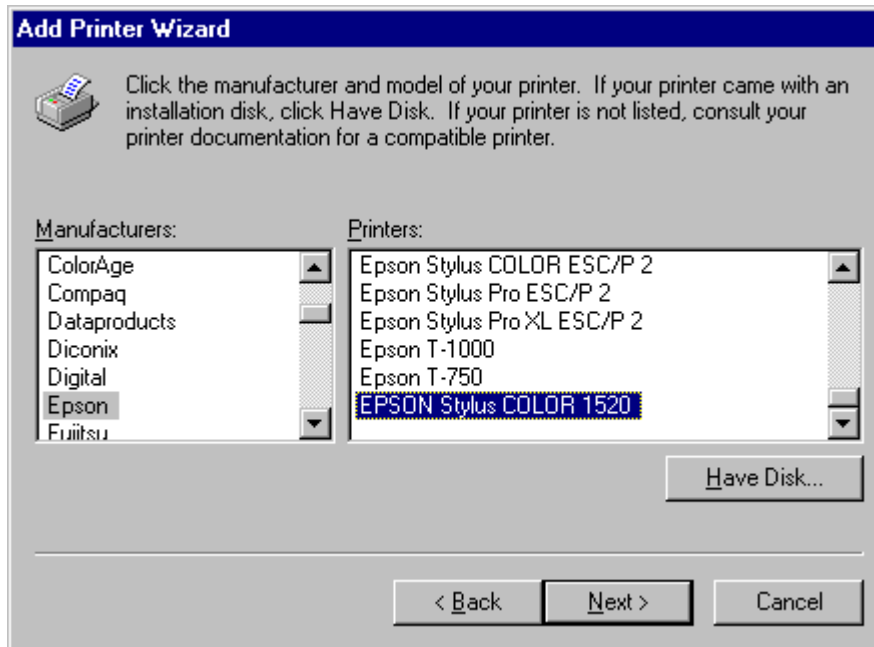 Add Printer Wizard
Click the manufacturer and model of your printer. If your printer came with an
installation disk, click Have Disk. If your printer is not listed, consult your
printer documentation for a compatible printer.
Manufacturers:
ColorAge
Compaq
Dataproducts
Diconix
Digital
Epson
Fujitsu
Printers:
Epson Stylus COLOR ESC/P 2
Epson Stylus Pro ESC/P 2
Epson Stylus Pro XL ESC/P 2
Epson T-1000
Epson T-750
EPSON Stylus COLOR 1520
Have Disk...
< Back
Next >
Cancel